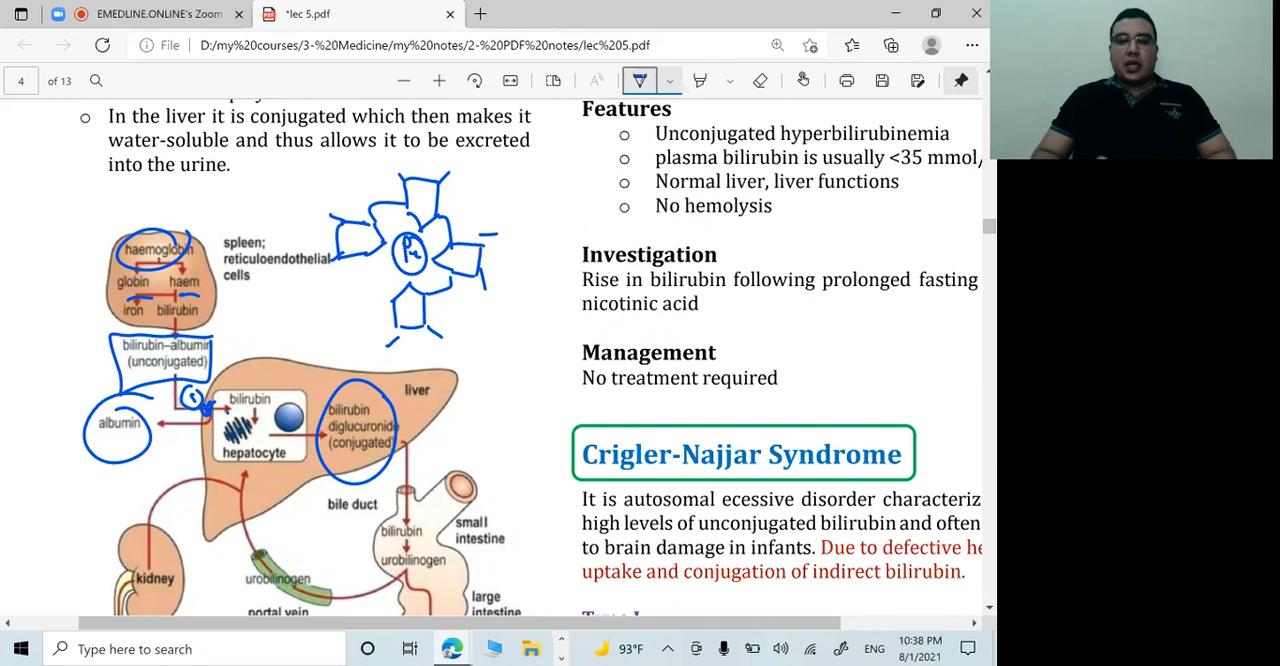 EMEDLINE.ONLINE's Zoom
*lec 5.pdf
File
D:/my%20courses/3-%20Medicine/my%20notes/2-%20PDF%20notes/lec%205.pdf
4 of 13
In the liver it is conjugated which then makes it
water-soluble and thus allows it to be excreted
into the urine.
haemoglobin
globin haem
iron bilirubin
spleen;
reticuloendothelial
cells
bilirubin–albumin
(unconjugated)
albumin
bilirubin
hepatocyte
liver
bilirubin
diglucuronide
(conjugated)
bile duct
small
intestine
bilirubin
urobilinogen
kidney
urobilinogen
portal vein
large
intestine
Features
Unconjugated hyperbilirubinemia
plasma bilirubin is usually <35 mmol/
Normal liver, liver functions
No hemolysis
Investigation
Rise in bilirubin following prolonged fasting
nicotinic acid
Management
No treatment required
Crigler-Najjar Syndrome
It is autosomal ecessive disorder characteriz
high levels of unconjugated bilirubin and often
to brain damage in infants. Due to defective he
uptake and conjugation of indirect bilirubin.
Type here to search
93°F
ENG
10:38 PM
8/1/2021